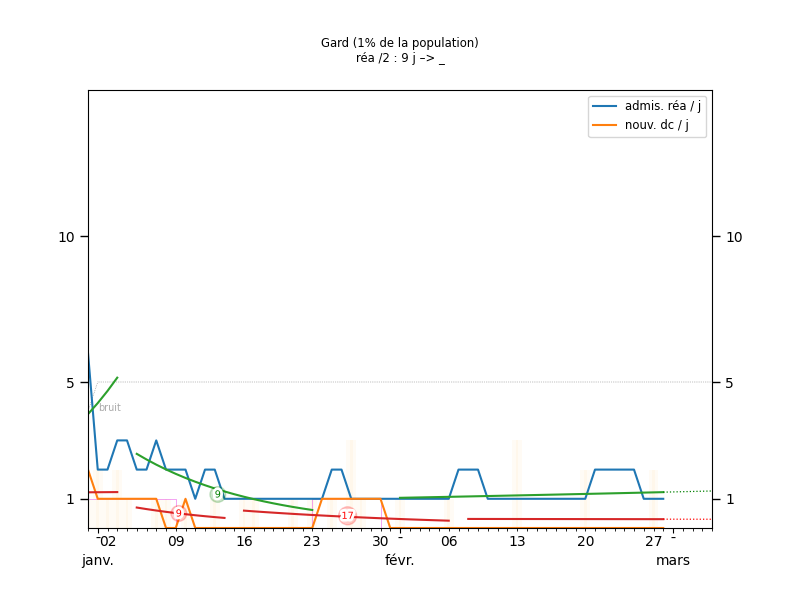 Gard (1% de la population)
réa /2 : 9 j –> _
admis. réa / j
nouv. dc / j
10 10
5 5
bruit
9
9
17
1 1
02 09 16 23 30 - 06 13 20 27 -
janv. févr. mars